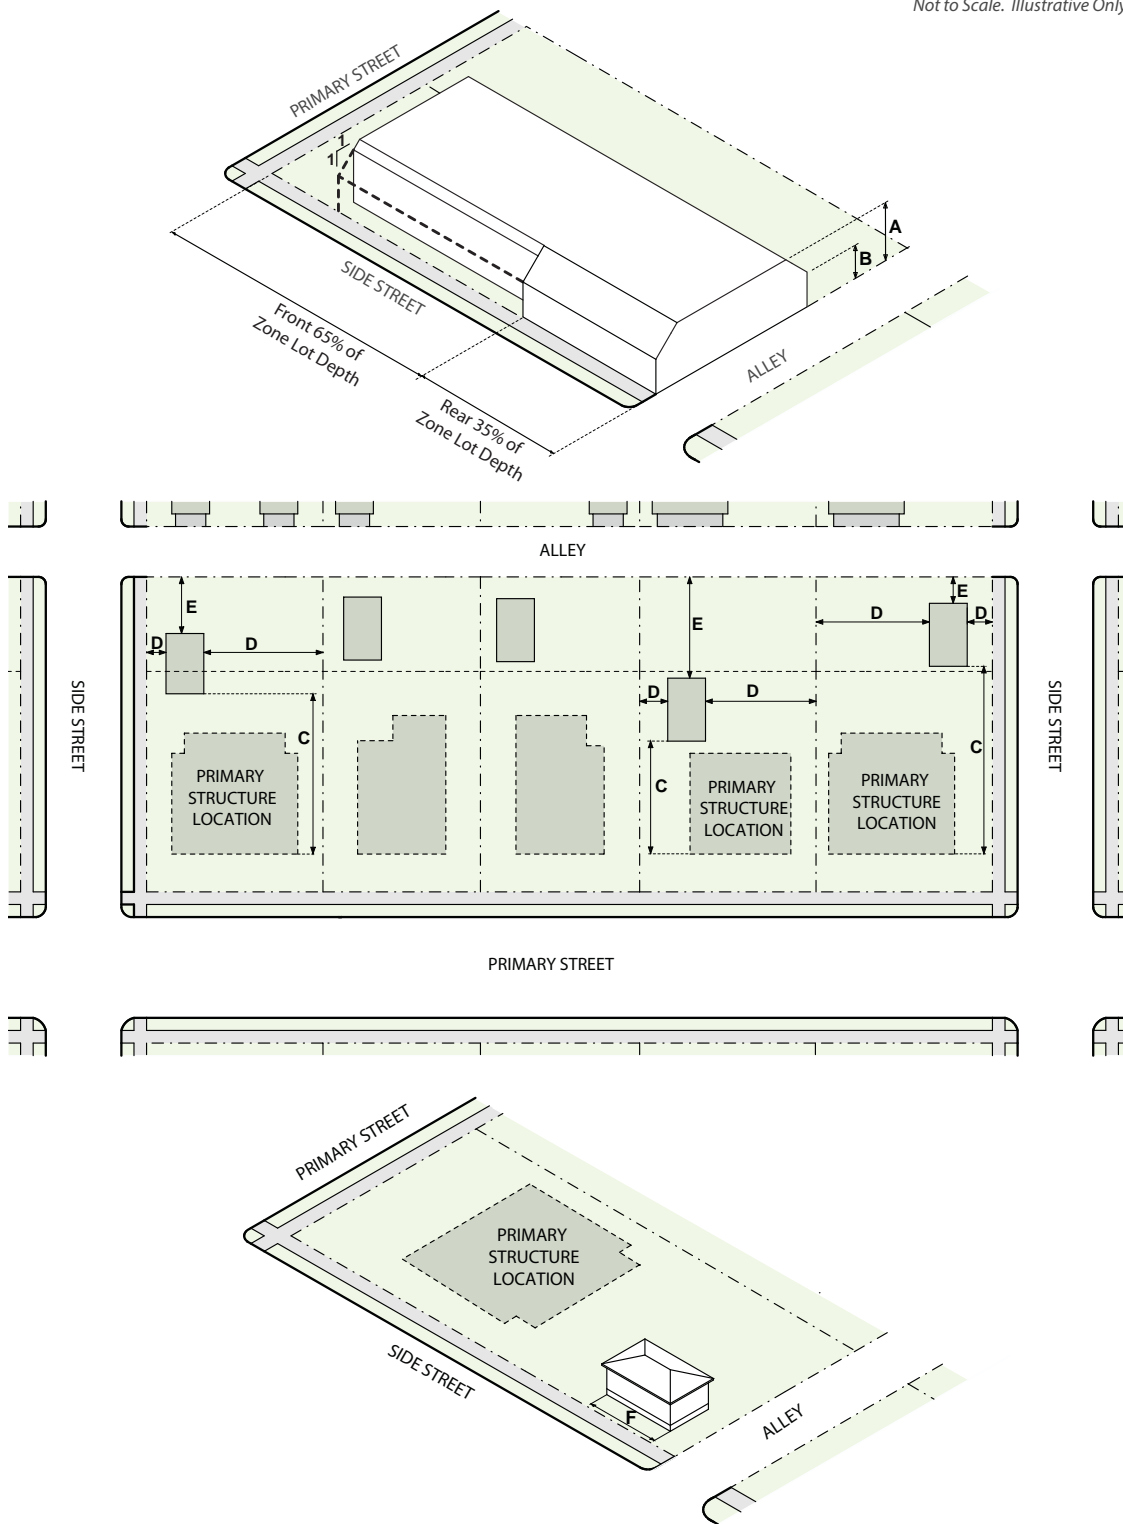 Not to Scale. Illustrative Only
PRIMARY STREET
1
1
A
B
SIDE STREET
Front 65% of
Zone Lot Depth
ALLEY
Rear 35% of
Zone Lot Depth
ALLEY
E
E
E
D
D
D
D
D
D
SIDE STREET
SIDE STREET
C
C
C
PRIMARY
STRUCTURE
LOCATION
PRIMARY
STRUCTURE
LOCATION
PRIMARY
STRUCTURE
LOCATION
PRIMARY STREET
PRIMARY STREET
PRIMARY
STRUCTURE
LOCATION
SIDE STREET
F
ALLEY